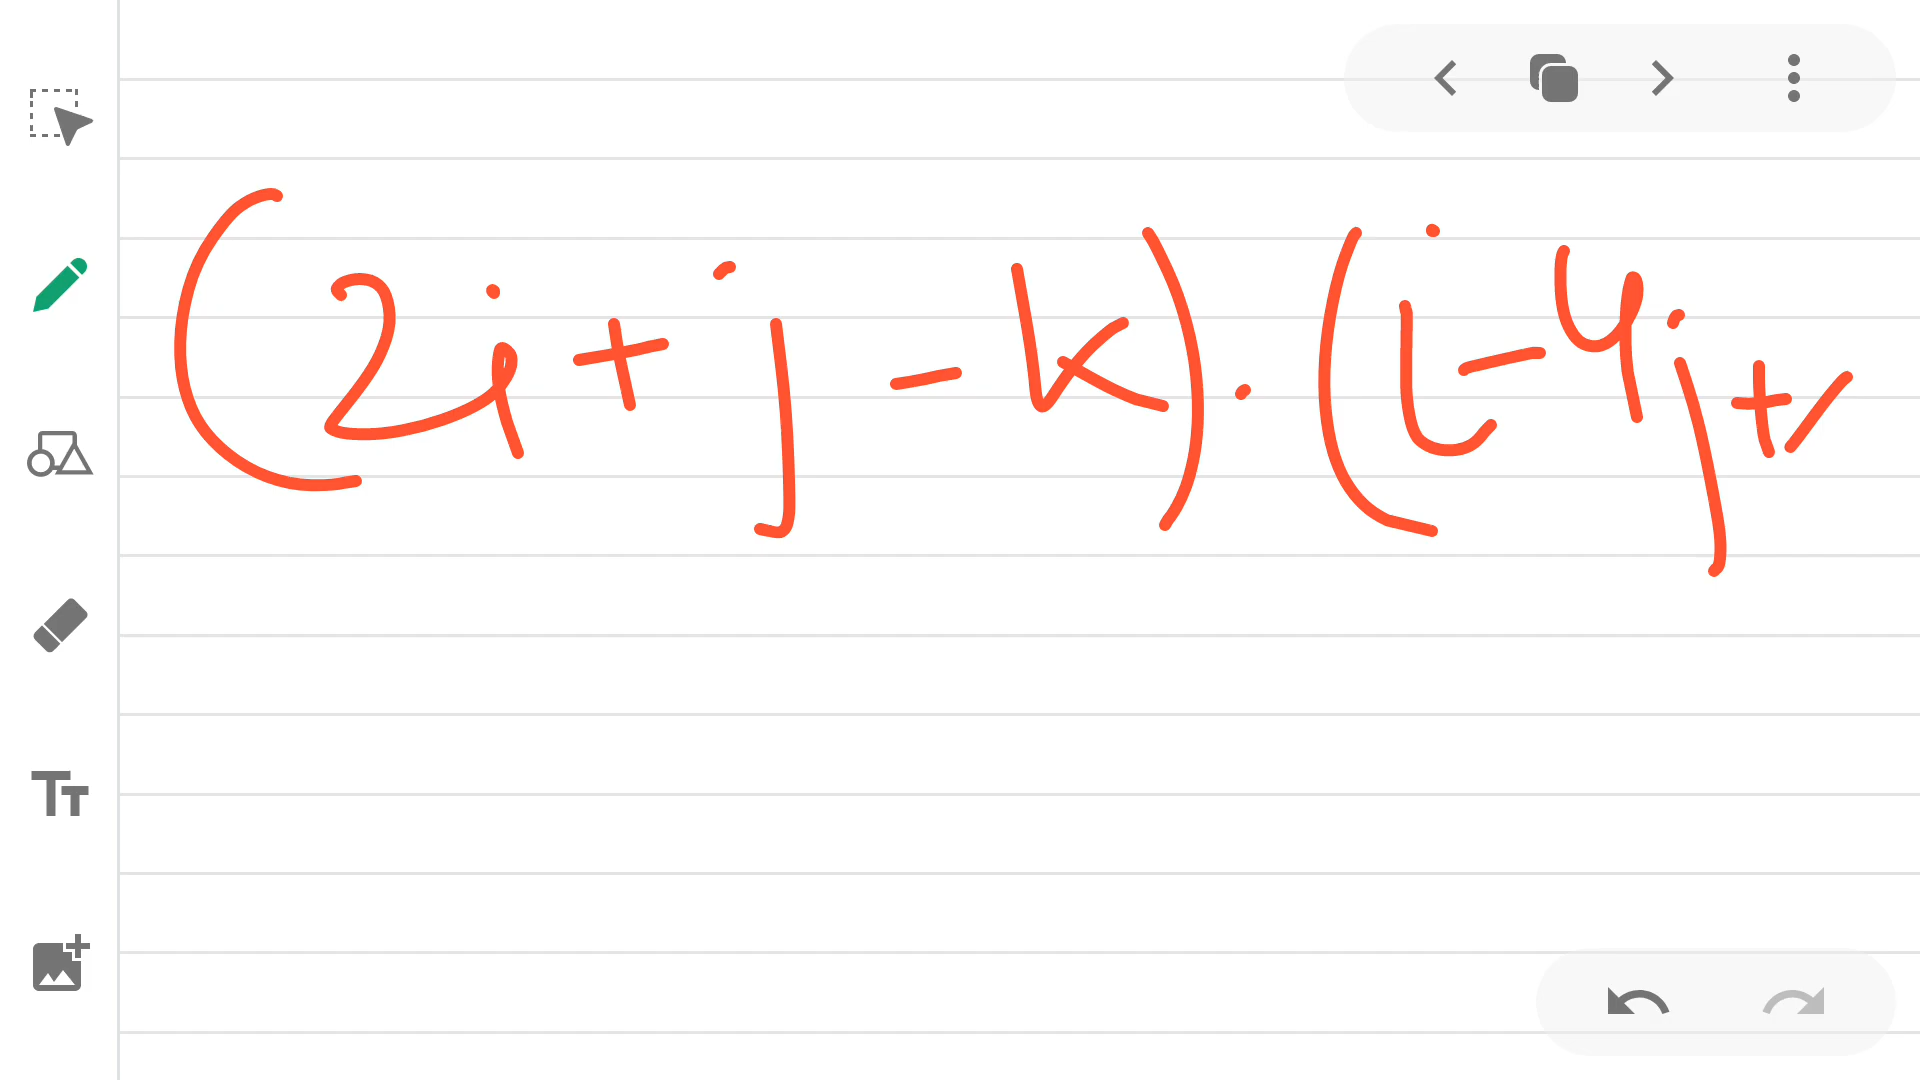 (2i + j - k) . (i - 4j +